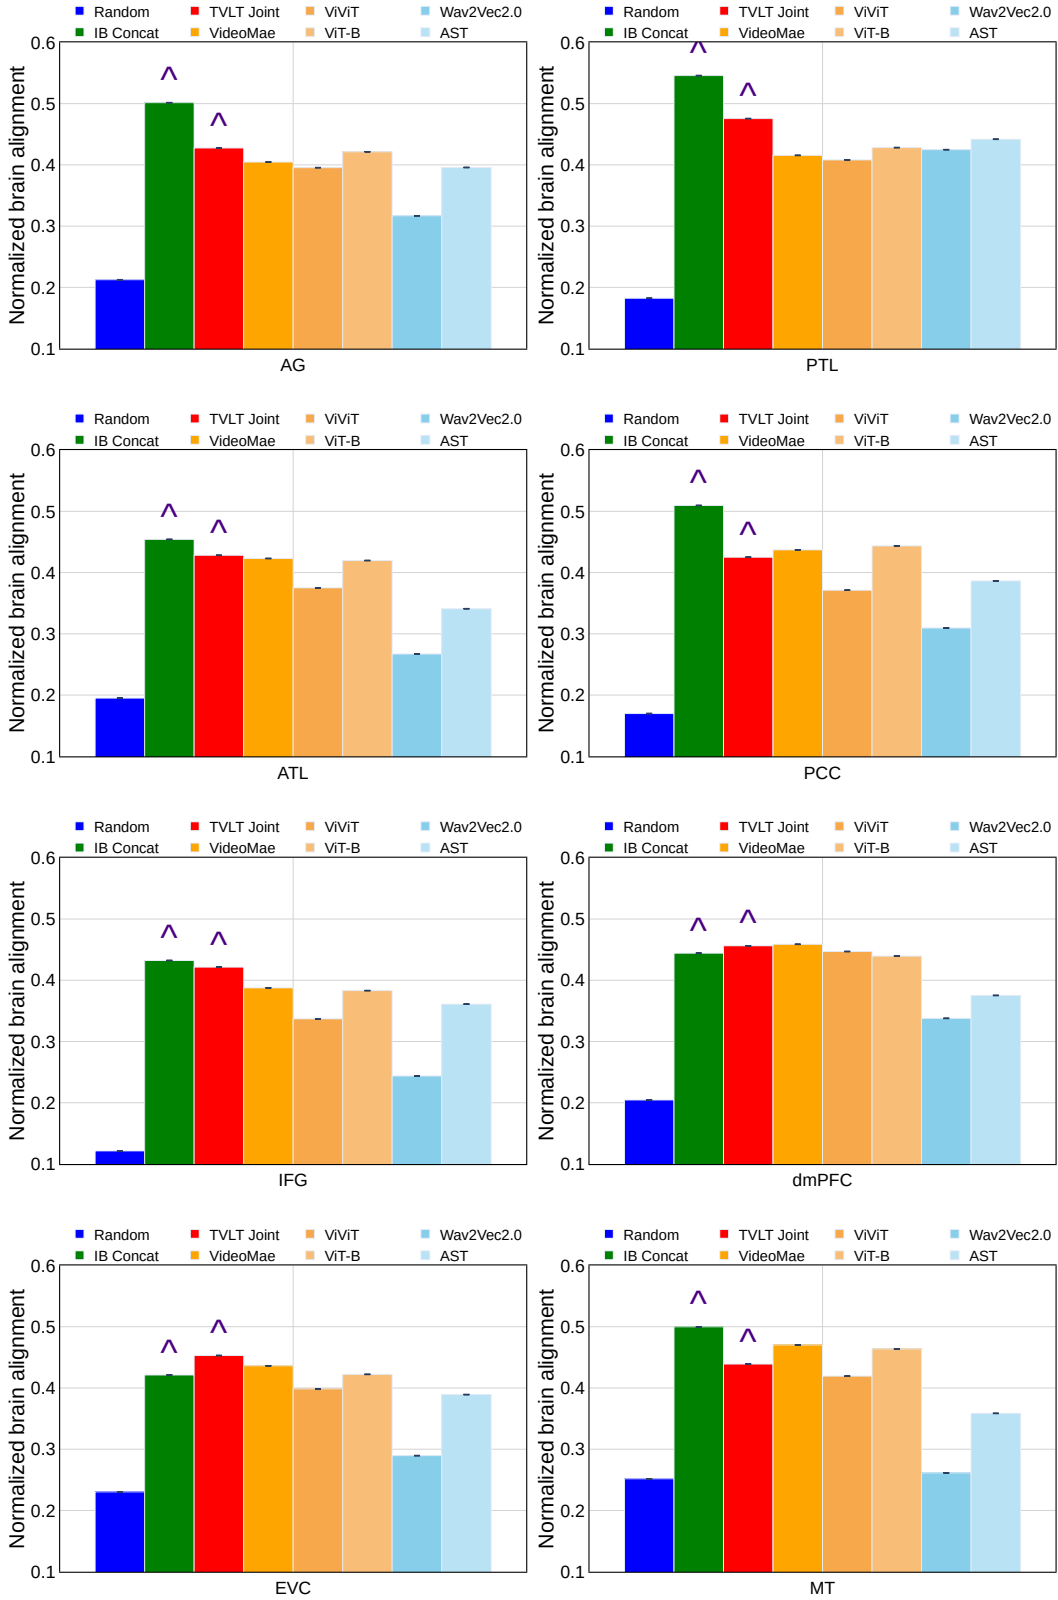 Random TVLT Joint ViViT Wav2Vec2.0
IB Concat VideoMae ViT-B AST
Normalized brain alignment
0.6
0.5
0.4
0.3
0.2
0.1
^ ^
AG
Random TVLT Joint ViViT Wav2Vec2.0
IB Concat VideoMae ViT-B AST
Normalized brain alignment
0.6
0.5
0.4
0.3
0.2
0.1
^ ^
PTL
Random TVLT Joint ViViT Wav2Vec2.0
IB Concat VideoMae ViT-B AST
Normalized brain alignment
0.6
0.5
0.4
0.3
0.2
0.1
^ ^
ATL
Random TVLT Joint ViViT Wav2Vec2.0
IB Concat VideoMae ViT-B AST
Normalized brain alignment
0.6
0.5
0.4
0.3
0.2
0.1
^ ^
PCC
Random TVLT Joint ViViT Wav2Vec2.0
IB Concat VideoMae ViT-B AST
Normalized brain alignment
0.6
0.5
0.4
0.3
0.2
0.1
^ ^
IFG
Random TVLT Joint ViViT Wav2Vec2.0
IB Concat VideoMae ViT-B AST
Normalized brain alignment
0.6
0.5
0.4
0.3
0.2
0.1
^ ^
dmPFC
Random TVLT Joint ViViT Wav2Vec2.0
IB Concat VideoMae ViT-B AST
Normalized brain alignment
0.6
0.5
0.4
0.3
0.2
0.1
^ ^
EVC
Random TVLT Joint ViViT Wav2Vec2.0
IB Concat VideoMae ViT-B AST
Normalized brain alignment
0.6
0.5
0.4
0.3
0.2
0.1
^ ^
MT